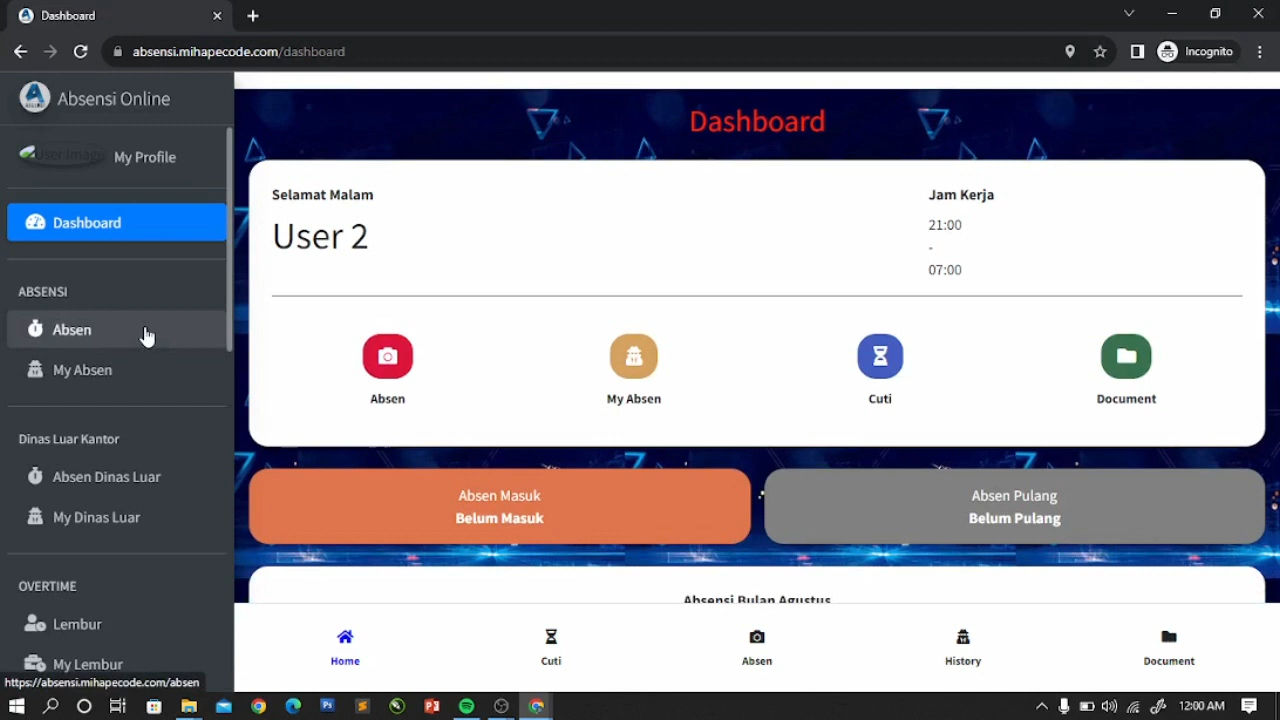 Dashboard
absensi.mihapecode.com/dashboard
Incognito
Absensi Online
User Image
My Profile
Dashboard
ABSENSI
Absen
My Absen
Dinas Luar Kantor
Absen Dinas Luar
My Dinas Luar
OVERTIME
Lembur
My Lembur
https://absensi.mihapecode.com/absen
Dashboard
Selamat Malam
User 2
Jam Kerja
21:00
-
07:00
Absen
My Absen
Cuti
Document
Absen Masuk
Belum Masuk
Absen Pulang
Belum Pulang
Absensi Bulan Agustus
Home
Cuti
Absen
History
Document
12:00 AM